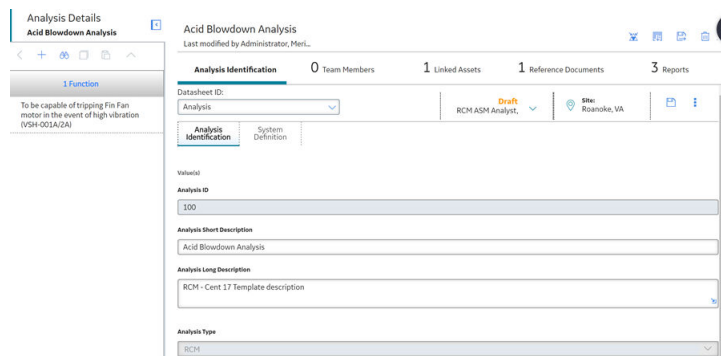 Analysis Details
Acid Blowdown Analysis
1 Function
To be capable of tripping Fin Fan
motor in the event of high vibration
(VSH-001A/2A)
Acid Blowdown Analysis
Last modified by Administrator, Meri...
Analysis Identification
0 Team Members
1 Linked Assets
1 Reference Documents
3 Reports
Datasheet ID:
Analysis
Draft
RCM ASM Analyst,
Site:
Roanoke, VA
Analysis
Identification
System
Definition
Value(s)
Analysis ID
100
Analysis Short Description
Acid Blowdown Analysis
Analysis Long Description
RCM - Cent 17 Template description
Analysis Type
RCM